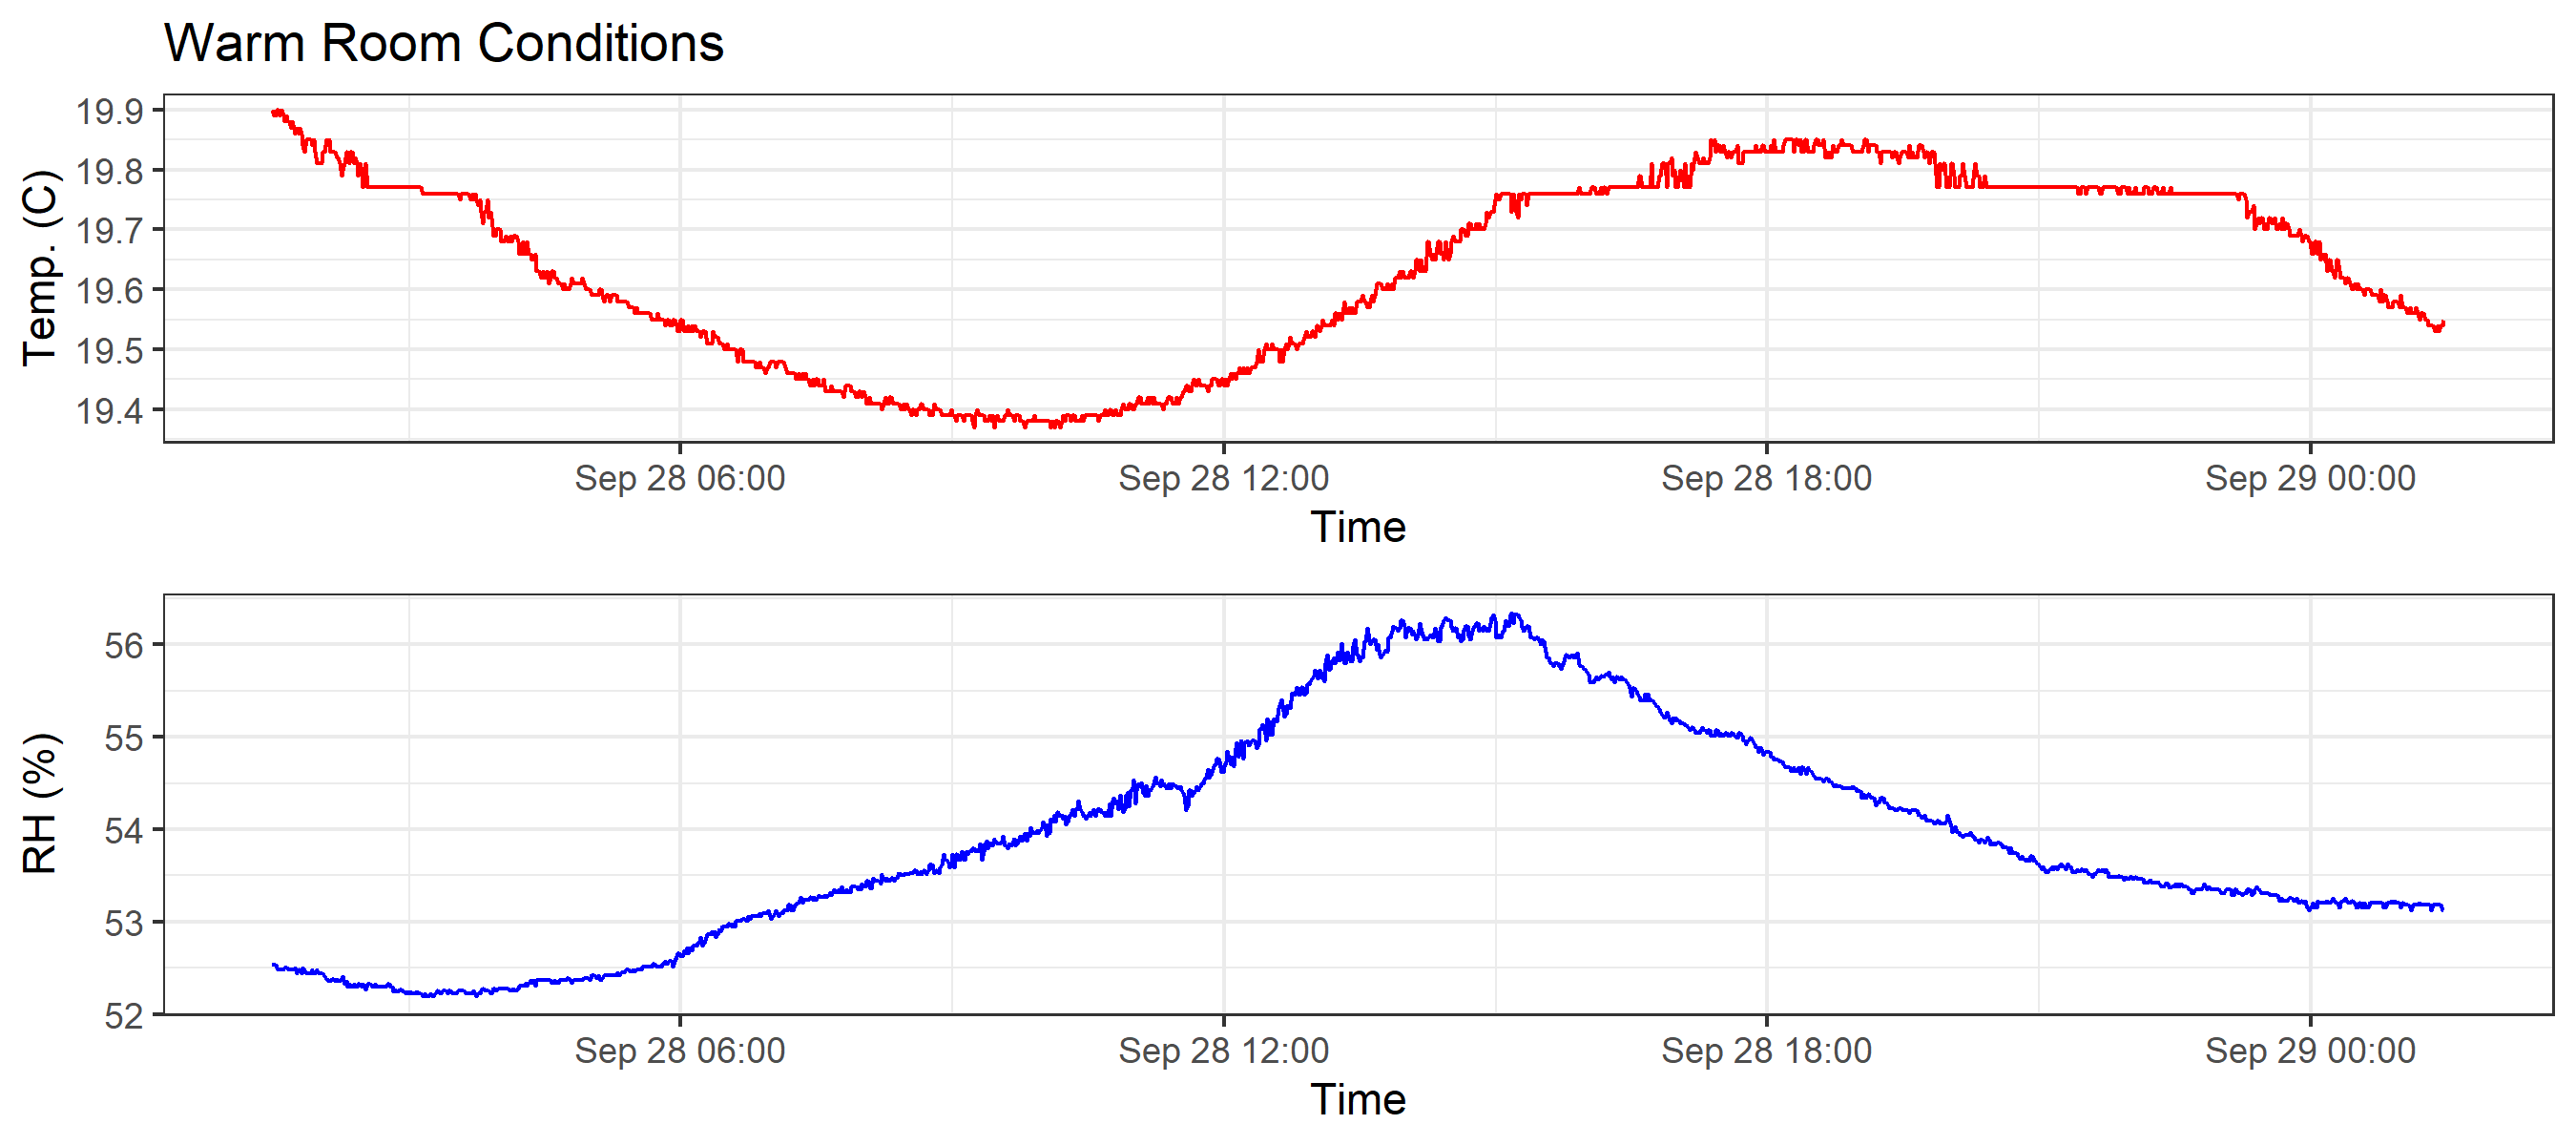 Warm Room Conditions
19.9
19.8
19.7
19.6
19.5
19.4
Temp. (C)
Sep 28 06:00 Sep 28 12:00 Sep 28 18:00 Sep 29 00:00
Time
56
55
54
53
52
RH (%)
Sep 28 06:00 Sep 28 12:00 Sep 28 18:00 Sep 29 00:00
Time